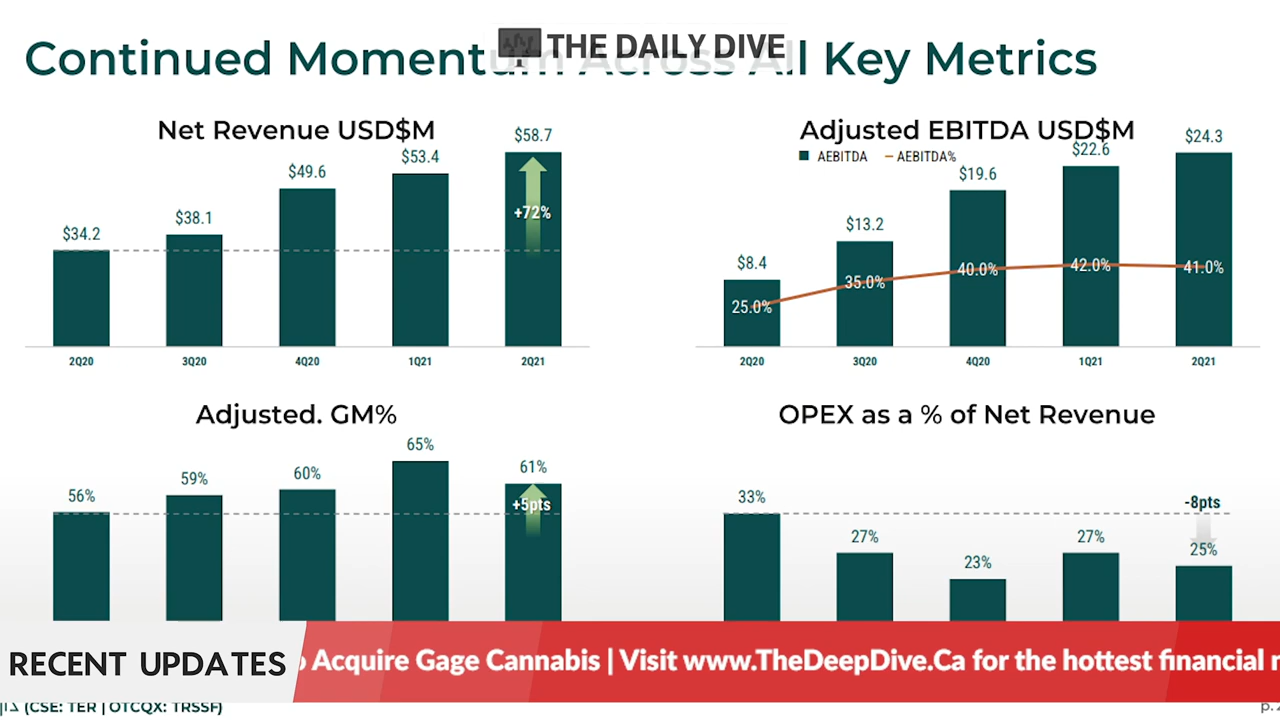 Continued Momentum Across All Key Metrics
THE DAILY DIVE
Net Revenue USD$M
$34.2
$38.1
$49.6
$53.4
$58.7
+72%
2Q20
3Q20
4Q20
1Q21
2Q21
Adjusted EBITDA USD$M
AEBITDA
AEBITDA%
$8.4
$13.2
$19.6
$22.6
$24.3
25.0%
35.0%
40.0%
42.0%
41.0%
2Q20
3Q20
4Q20
1Q21
2Q21
Adjusted. GM%
56%
59%
60%
65%
61%
+5pts
OPEX as a % of Net Revenue
33%
27%
23%
27%
25%
-8pts
RECENT UPDATES
Acquire Gage Cannabis | Visit www.TheDeepDive.Ca for the hottest financial
(CSE: TER | OTCQX: TRSSF)